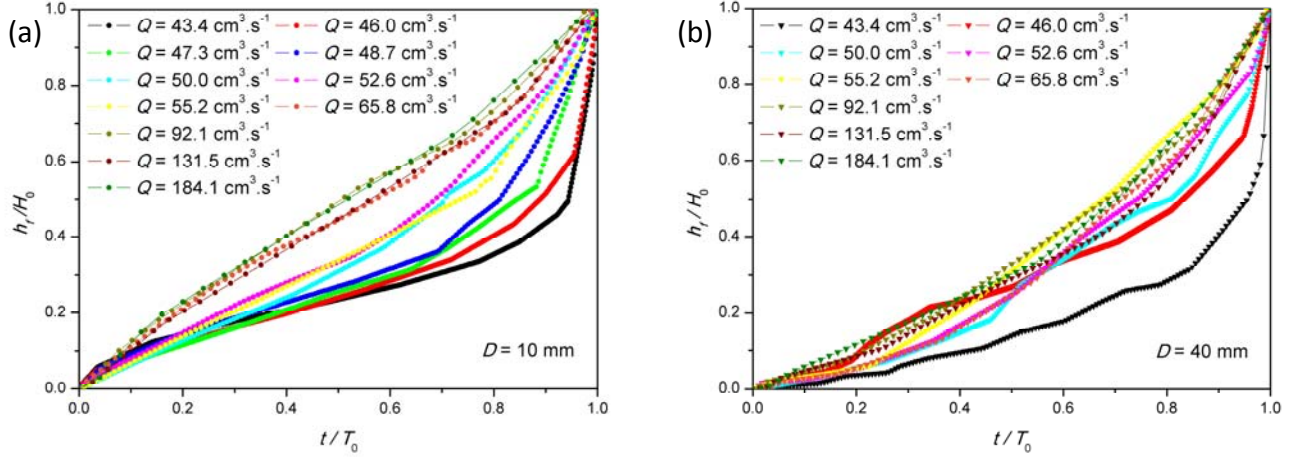 (a)
Q = 43.4 cm³.s⁻¹ Q = 46.0 cm³.s⁻¹
Q = 47.3 cm³.s⁻¹ Q = 48.7 cm³.s⁻¹
Q = 50.0 cm³.s⁻¹ Q = 52.6 cm³.s⁻¹
Q = 55.2 cm³.s⁻¹ Q = 65.8 cm³.s⁻¹
Q = 92.1 cm³.s⁻¹
Q = 131.5 cm³.s⁻¹
Q = 184.1 cm³.s⁻¹
D = 10 mm
h_f / H_0
1.0
0.8
0.6
0.4
0.2
0.0
0.0 0.2 0.4 0.6 0.8 1.0
t / T_0
(b)
Q = 43.4 cm³.s⁻¹ Q = 46.0 cm³.s⁻¹
Q = 50.0 cm³.s⁻¹ Q = 52.6 cm³.s⁻¹
Q = 55.2 cm³.s⁻¹ Q = 65.8 cm³.s⁻¹
Q = 92.1 cm³.s⁻¹
Q = 131.5 cm³.s⁻¹
Q = 184.1 cm³.s⁻¹
D = 40 mm
h_f / H_0
1.0
0.8
0.6
0.4
0.2
0.0
0.0 0.2 0.4 0.6 0.8 1.0
t / T_0